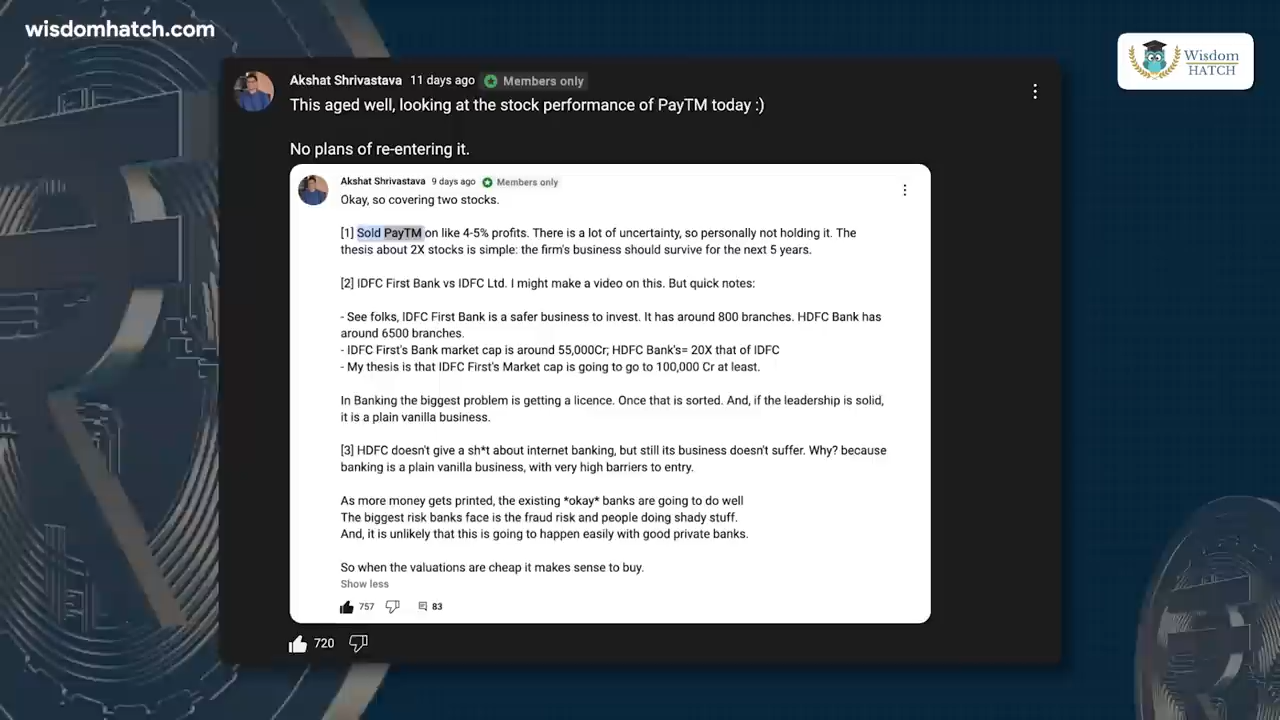 wisdomhatch.com
Wisdom
HATCH
Akshat Shrivastava 11 days ago Members only
This aged well, looking at the stock performance of PayTM today :)
No plans of re-entering it.
Akshat Shrivastava 9 days ago Members only
Okay, so covering two stocks.
[1] Sold PayTM on like 4-5% profits. There is a lot of uncertainty, so personally not holding it. The
thesis about 2X stocks is simple: the firm's business should survive for the next 5 years.
[2] IDFC First Bank vs IDFC Ltd. I might make a video on this. But quick notes:
- See folks, IDFC First Bank is a safer business to invest. It has around 800 branches. HDFC Bank has
around 6500 branches.
- IDFC First's Bank market cap is around 55,000Cr; HDFC Bank's= 20X that of IDFC
- My thesis is that IDFC First's Market cap is going to go to 100,000 Cr at least.
In Banking the biggest problem is getting a licence. Once that is sorted. And, if the leadership is solid,
it is a plain vanilla business.
[3] HDFC doesn't give a sh*t about internet banking, but still its business doesn't suffer. Why? because
banking is a plain vanilla business, with very high barriers to entry.
As more money gets printed, the existing *okay* banks are going to do well
The biggest risk banks face is the fraud risk and people doing shady stuff.
And, it is unlikely that this is going to happen easily with good private banks.
So when the valuations are cheap it makes sense to buy.
Show less
757 83
720